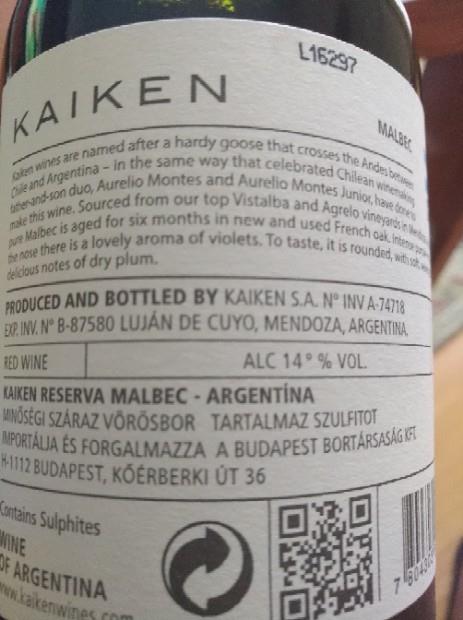 L16297
KAIKEN
MALBEC
Kaiken wines are named after a hardy goose that crosses the Andes between
Chile and Argentina – in the same way that celebrated Chilean winemaking
father-and-son duo, Aurelio Montes and Aurelio Montes Junior, have done to
make this wine. Sourced from our top Vistalba and Agrelo vineyards in
pure Malbec is aged for six months in new and used French oak. Intense
the nose there is a lovely aroma of violets. To taste, it is rounded, with soft,
delicious notes of dry plum.
PRODUCED AND BOTTLED BY KAIKEN S.A. N° INV A-74718
EXP. INV. N° B-87580 LUJÁN DE CUYO, MENDOZA, ARGENTINA.
RED WINE ALC 14° % VOL.
KAIKEN RESERVA MALBEC - ARGENTÍNA
MINŐSÉGI SZÁRAZ VÖRÖSBOR TARTALMAZ SZULFITOT
IMPORTÁLJA ÉS FORGALMAZZA A BUDAPEST BORTÁRSASÁG KFT.
H-1112 BUDAPEST, KŐÉRBERKI ÚT 36
Contains Sulphites
WINE
OF ARGENTINA
www.kaikenwines.com